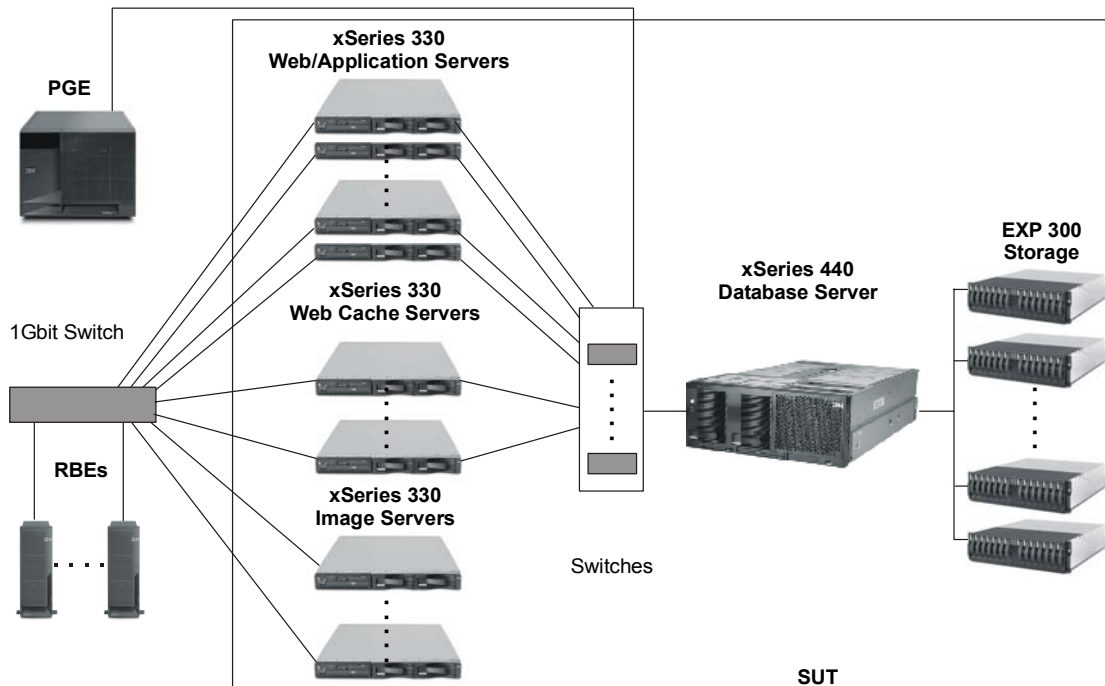 xSeries 330
Web/Application Servers
PGE
EXP 300
Storage
xSeries 440
Database Server
xSeries 330
Web Cache Servers
1Gbit Switch
RBEs
xSeries 330
Image Servers
Switches
SUT